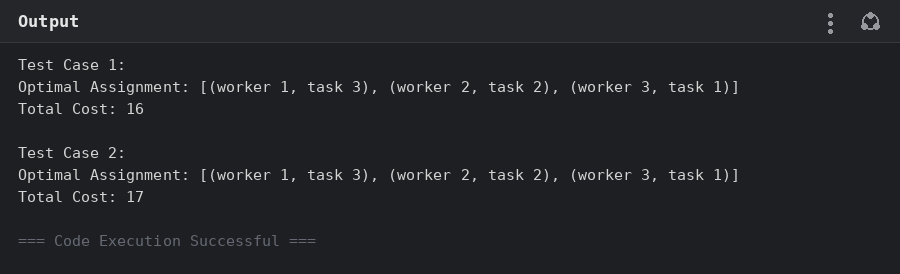 Output
Test Case 1:
Optimal Assignment: [(worker 1, task 3), (worker 2, task 2), (worker 3, task 1)]
Total Cost: 16
Test Case 2:
Optimal Assignment: [(worker 1, task 3), (worker 2, task 2), (worker 3, task 1)]
Total Cost: 17
=== Code Execution Successful ===